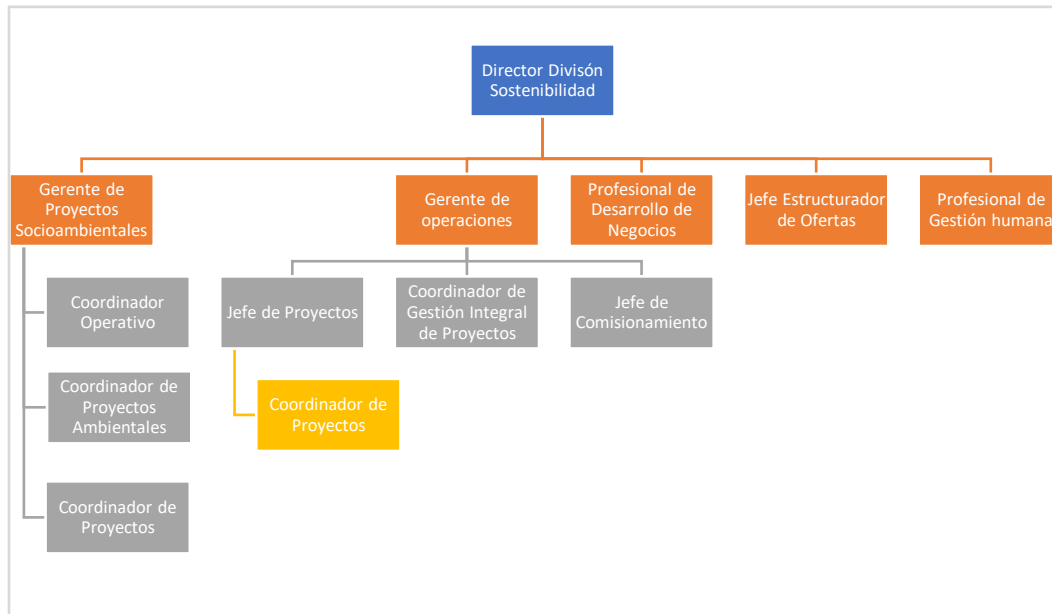 Director Divisón
Sostenibilidad
Gerente de
Proyectos
Socioambientales
Gerente de
operaciones
Profesional de
Desarrollo de
Negocios
Jefe Estructurador
de Ofertas
Profesional de
Gestión humana
Coordinador
Operativo
Jefe de Proyectos
Coordinador de
Gestión Integral
de Proyectos
Jefe de
Comisionamiento
Coordinador de
Proyectos
Ambientales
Coordinador de
Proyectos
Coordinador de
Proyectos